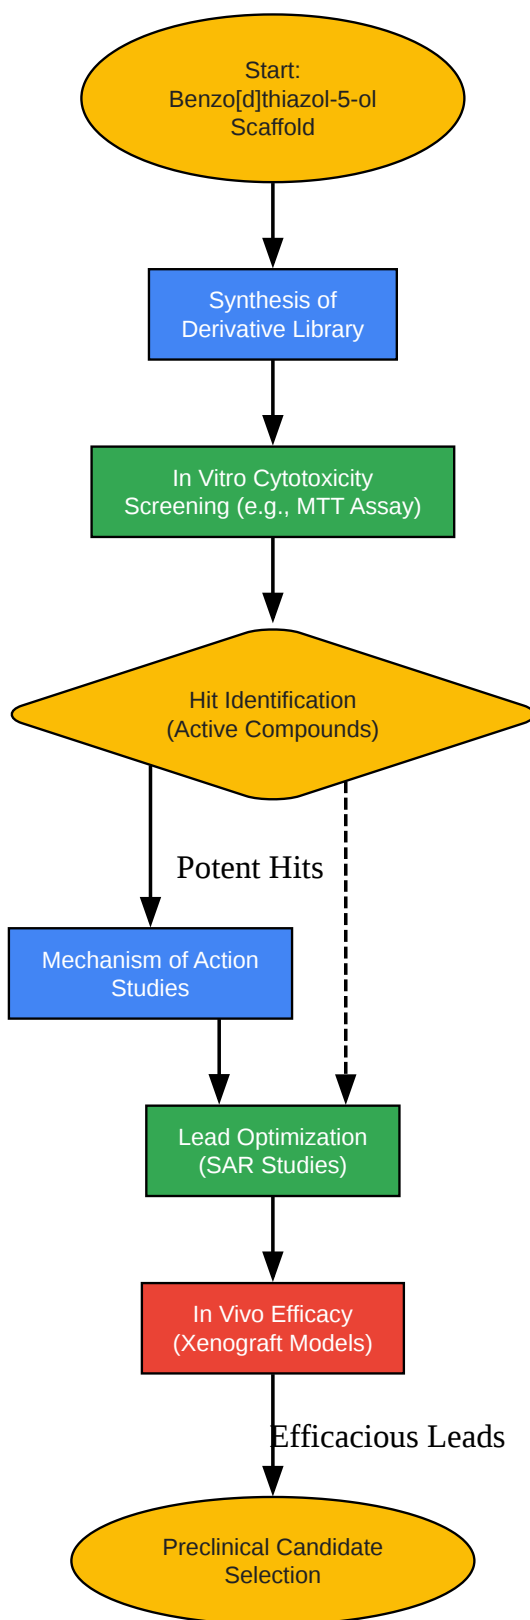 Start:
Benzo[d]thiazol-5-ol
Scaffold
Synthesis of
Derivative Library
In Vitro Cytotoxicity
Screening (e.g., MTT Assay)
Hit Identification
(Active Compounds)
Potent Hits
Mechanism of Action
Studies
Lead Optimization
(SAR Studies)
In Vivo Efficacy
(Xenograft Models)
Efficacious Leads
Preclinical Candidate
Selection